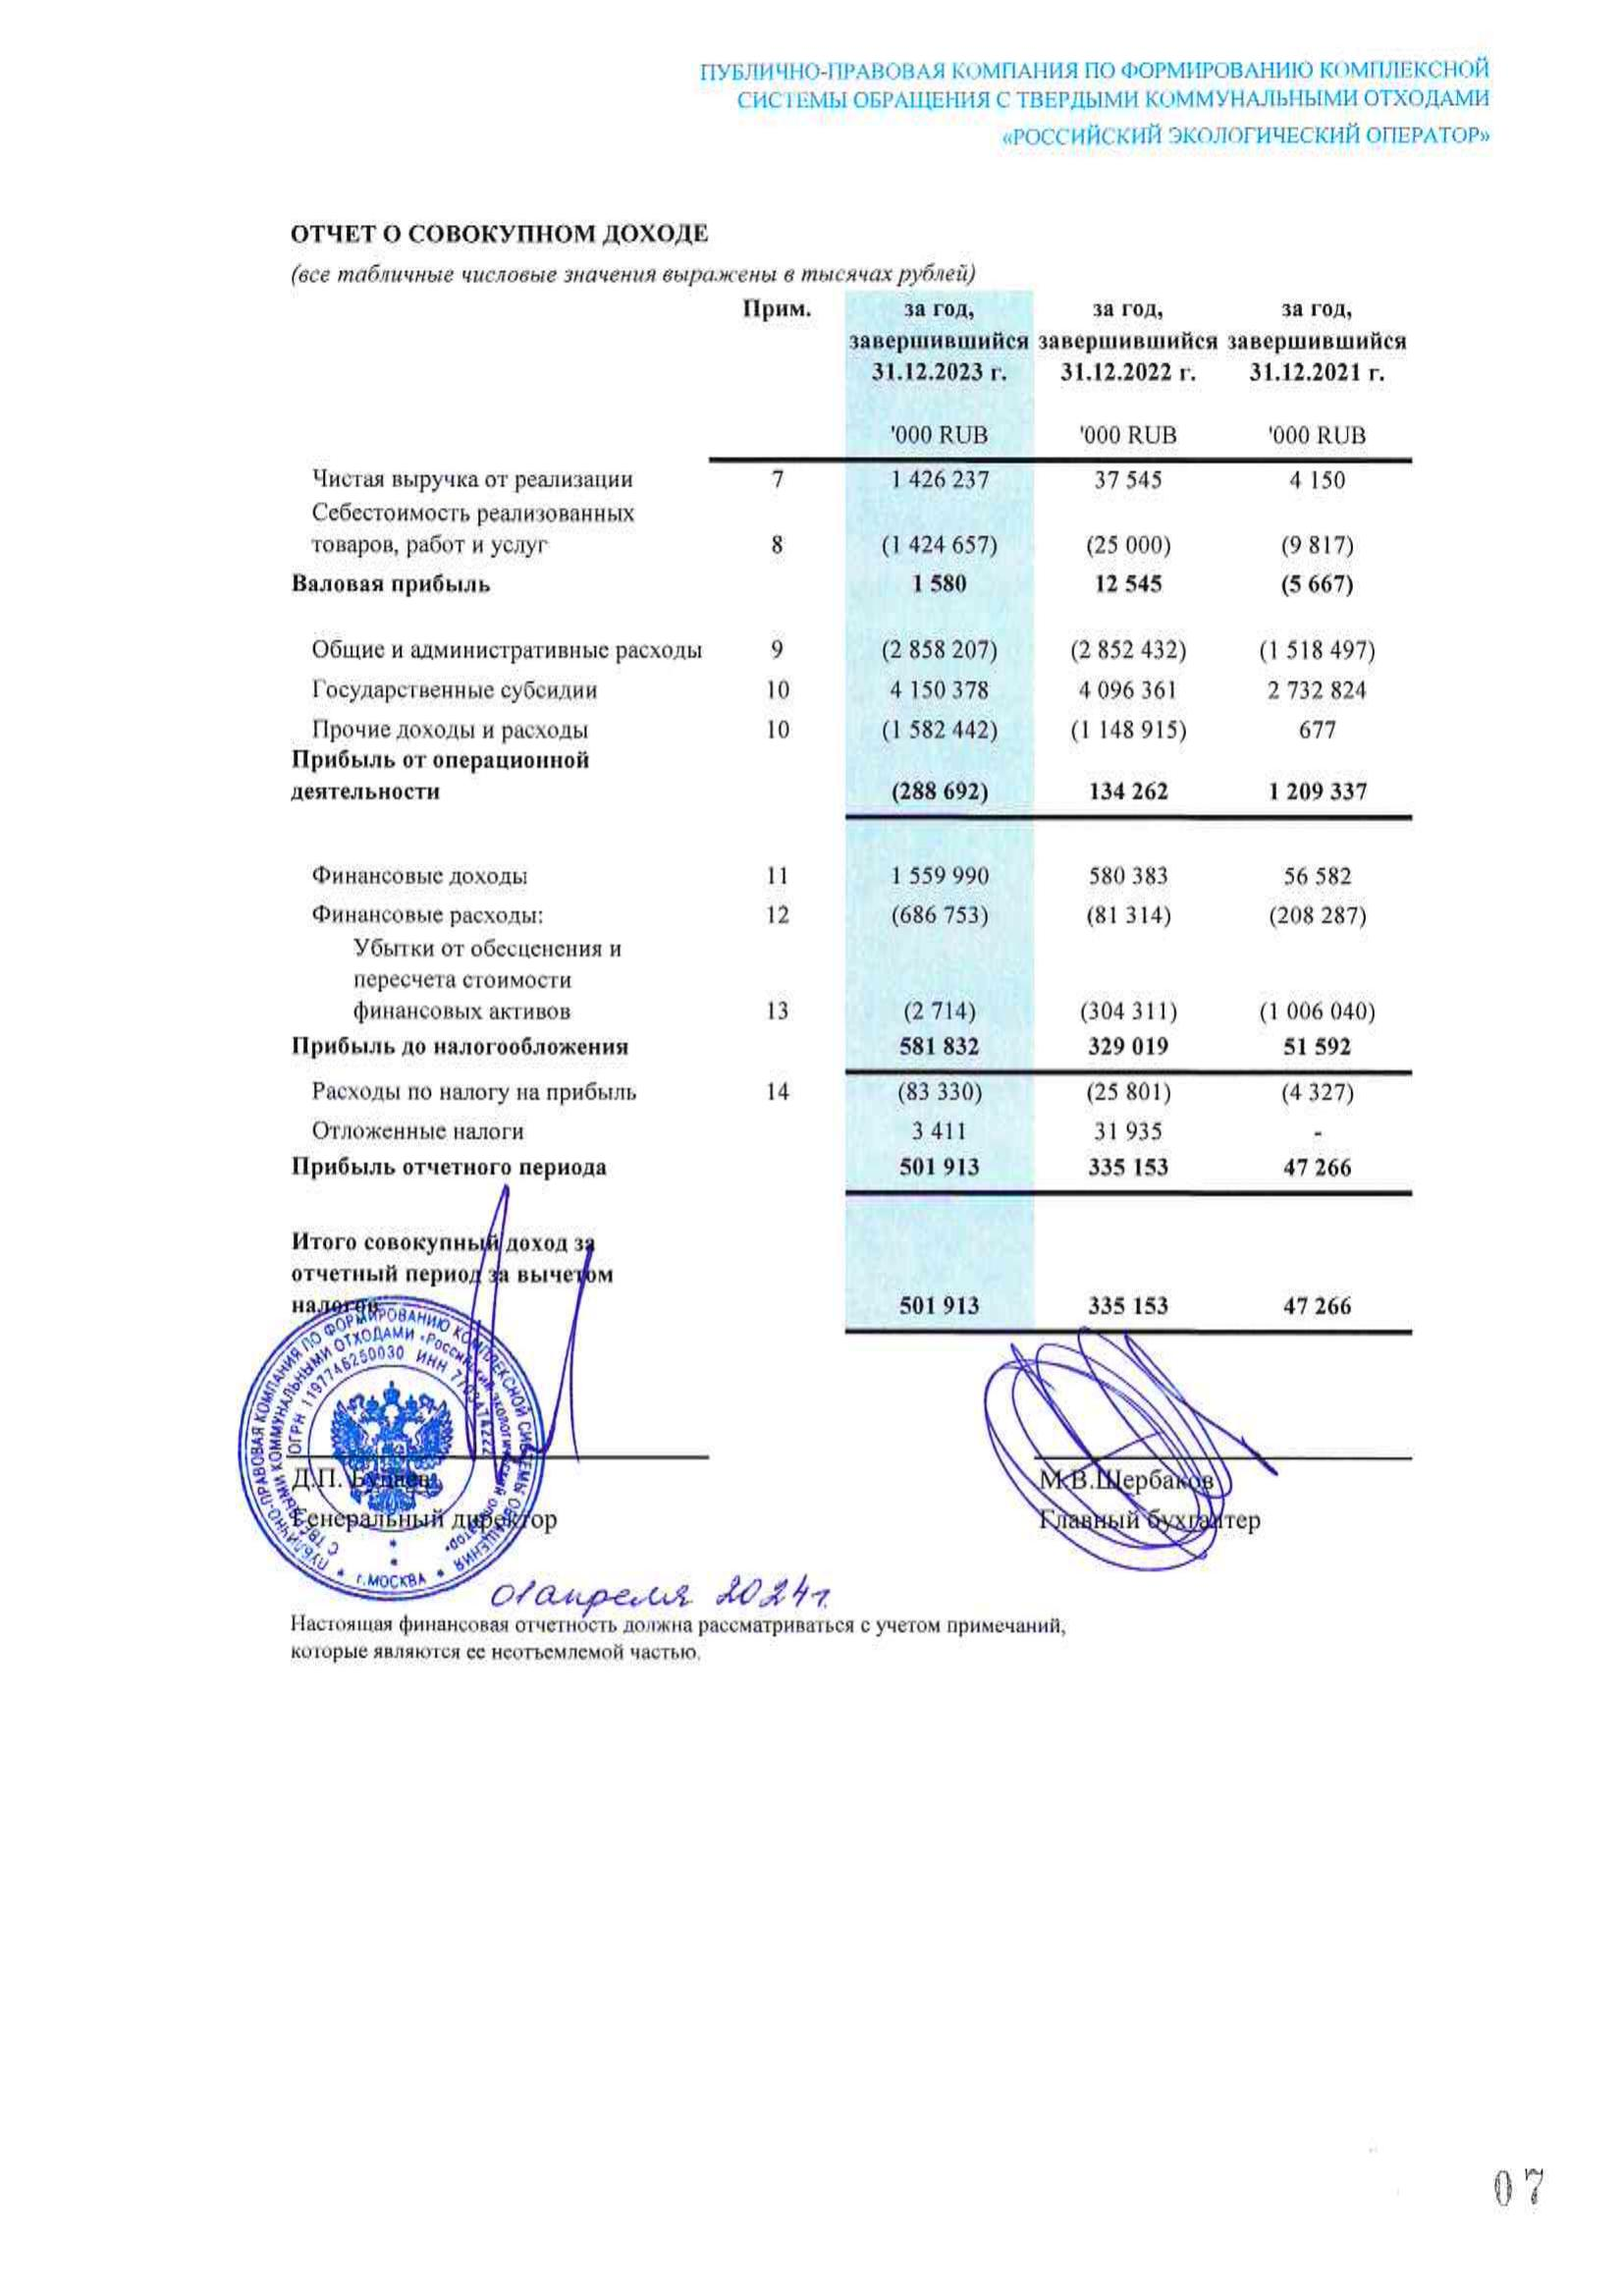 ПУБЛИЧНО-ПРАВОВАЯ КОМПАНИЯ ПО ФОРМИРОВАНИЮ КОМПЛЕКСНОЙ
СИСТЕМЫ ОБРАЩЕНИЯ С ТВЕРДЫМИ КОММУНАЛЬНЫМИ ОТХОДАМИ
«РОССИЙСКИЙ ЭКОЛОГИЧЕСКИЙ ОПЕРАТОР»
ОТЧЕТ О СОВОКУПНОМ ДОХОДЕ
(все табличные числовые значения выражены в тысячах рублей)
Прим. за год, за год, за год,
завершившийся завершившийся завершившийся
31.12.2023 г. 31.12.2022 г. 31.12.2021 г.
'000 RUB '000 RUB '000 RUB
Чистая выручка от реализации 7 1 426 237 37 545 4 150
Себестоимость реализованных
товаров, работ и услуг 8 (1 424 657) (25 000) (9 817)
Валовая прибыль 1 580 12 545 (5 667)
Общие и административные расходы 9 (2 858 207) (2 852 432) (1 518 497)
Государственные субсидии 10 4 150 378 4 096 361 2 732 824
Прочие доходы и расходы 10 (1 582 442) (1 148 915) 677
Прибыль от операционной
деятельности (288 692) 134 262 1 209 337
Финансовые доходы 11 1 559 990 580 383 56 582
Финансовые расходы: 12 (686 753) (81 314) (208 287)
Убытки от обесценения и
пересчета стоимости
финансовых активов 13 (2 714) (304 311) (1 006 040)
Прибыль до налогообложения 581 832 329 019 51 592
Расходы по налогу на прибыль 14 (83 330) (25 801) (4 327)
Отложенные налоги 3 411 31 935 -
Прибыль отчетного периода 501 913 335 153 47 266
Итого совокупный доход за
отчетный период за вычетом
налогов 501 913 335 153 47 266
ПУБЛИЧНО-ПРАВОВАЯ КОМПАНИЯ ПО ФОРМИРОВАНИЮ КОМПЛЕКСНОЙ СИСТЕМЫ ОБРАЩЕНИЯ
С ТВЕРДЫМИ КОММУНАЛЬНЫМИ ОТХОДАМИ «Российский экологический оператор»
ОГРН 1197746250030 ИНН
г.МОСКВА
Д.П. Буцаев М.В.Щербаков
Генеральный директор Главный бухгалтер
01 апреля 2024 г.
Настоящая финансовая отчетность должна рассматриваться с учетом примечаний,
которые являются ее неотъемлемой частью.
07